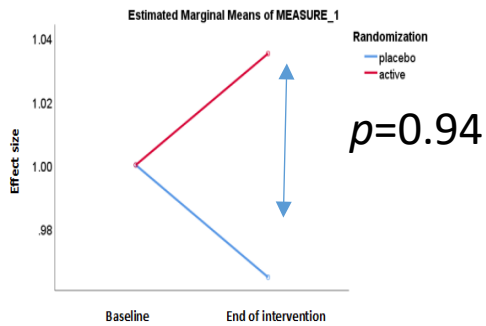 Estimated Marginal Means of MEASURE_1
Randomization
placebo
active
Effect size
1.04
1.02
1.00
.98
p=0.94
Baseline
End of intervention